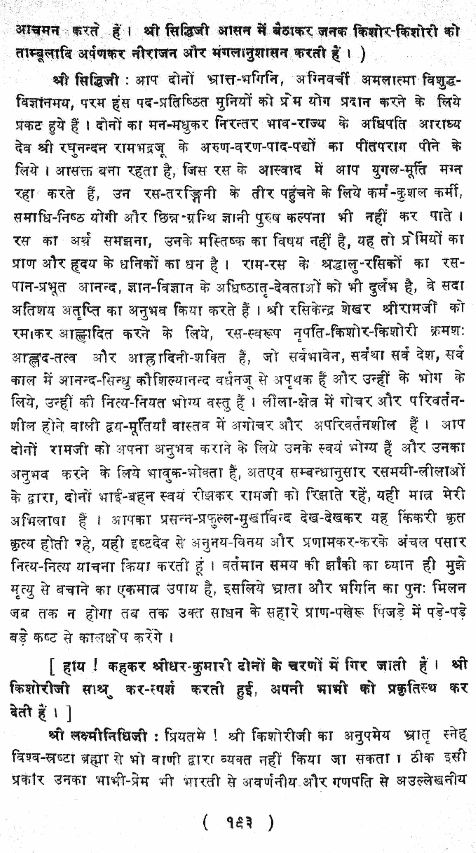 आचमन करते हैं । श्री सिद्धिजी आसन में बैठाकर जनक किशोर-किशोरी को
ताम्बूलादि अर्पणकर नीराजन और मंगलानुशासन करती हैं । )
श्री सिद्धिजी : आप दोनों भ्रात-भगिनि, अग्निवर्ची अमलात्मा विशुद्ध-
विज्ञानमय, परम हंस पद-प्रतिष्ठित मुनियों को प्रेम योग प्रदान करने के लिये
प्रकट हुये हैं । दोनों का मन-मधुकर निरन्तर भाव-राज्य के अधिपति आराध्य
देव श्री रघुनन्दन रामभद्रजू के अरुण-वरण-पाद-पद्यों का पीतपराग पीने के
लिये । आसक्त बना रहता है, जिस रस के आस्वाद में आप युगल-मूर्ति मग्न
रहा करते हैं, उन रस-तरङ्गिनी के तीर पहुंचने के लिये कर्म-कुशल कर्मी,
समाधि-निष्ठ योगी और छिन्न-ग्रन्थि ज्ञानी पुरुष कल्पना भी नहीं कर पाते ।
रस का अर्थ समझना, उनके मस्तिष्क का विषय नहीं है, यह तो प्रेमियों का
प्राण और हृदय के धनिकों का धन है । राम-रस के श्रद्धालु-रसिकों का रस-
पान-प्रभूत आनन्द, ज्ञान-विज्ञान के अधिष्ठातृ-देवताओं को भी दुर्लभ है, वे सदा
अतिशय अतृप्ति का अनुभव किया करते हैं । श्री रसिकेन्द्र शेखर श्रीरामजी को
रमाकर आह्लादित करने के लिये, रस-स्वरूप नृपति-किशोर-किशोरी क्रमशः
आह्लद-तत्व और आह्लादिनी-शक्ति हैं, जो सर्वभावेन, सर्वथा सर्व देश, सर्व
काल में आनन्द-सिन्धु कौशिल्यानन्द वर्धनजू से अपृथक हैं और उन्हीं के भोग के
लिये, उन्हीं की नित्य-नियत भोग्य वस्तु हैं । लीला-क्षेत्र में गोचर और परिवर्तन-
शील होने वाली द्वय-मूर्तियां वास्तव में अगोचर और अपरिवर्तनशील हैं । आप
दोनों रामजी को अपना अनुभव कराने के लिये उनके स्वयं भोग्य हैं और उनका
अनुभव करने के लिये भावुक-भोक्ता हैं, अतएव सम्बन्धानुसार रसमयी-लीलाओं
के द्वारा, दोनों भाई-बहन स्वयं रीझकर रामजी को रिझाते रहें, यही मात्र मेरी
अभिलाषा है । आपका प्रसन्न-प्रफुल्ल-मुखाविन्द देख-देखकर यह किंकरी कृत
कृत्य होती रहे, यही इष्टदेव से अनुनय-विनय और प्रणामकर-करके अंचल पसार
नित्य-नित्य याचना किया करती हूँ । वर्तमान समय की झाँकी का ध्यान ही मुझे
मृत्यु से बचाने का एकमात्र उपाय है, इसलिये भ्राता और भगिनि का पुनः मिलन
जब तक न होगा तब तक उक्त साधन के सहारे प्राण-पखेरू पिजड़े में पड़े-पड़े
बड़े कष्ट से कालक्षेप करेंगे ।
[ हाय ! कहकर श्रीधर-कुमारी दोनों के चरणों में गिर जाती हैं । श्री
किशोरीजी साश्रु कर-स्पर्श करती हुई, अपनी भाभी को प्रकृतिस्थ कर
देती हैं । ]
श्री लक्ष्मीनिधिजी : प्रियतमे ! श्री किशोरीजी का अनुपमेय भ्रातृ स्नेह
विश्व-स्रष्टा ब्रह्मा से भी वाणी द्वारा व्यक्त नहीं किया जा सकता । ठीक इसी
प्रकार उनका भाभी-प्रेम भी भारती से अवर्णनीय और गणपति से अउल्लेखनीय
( १९३ )